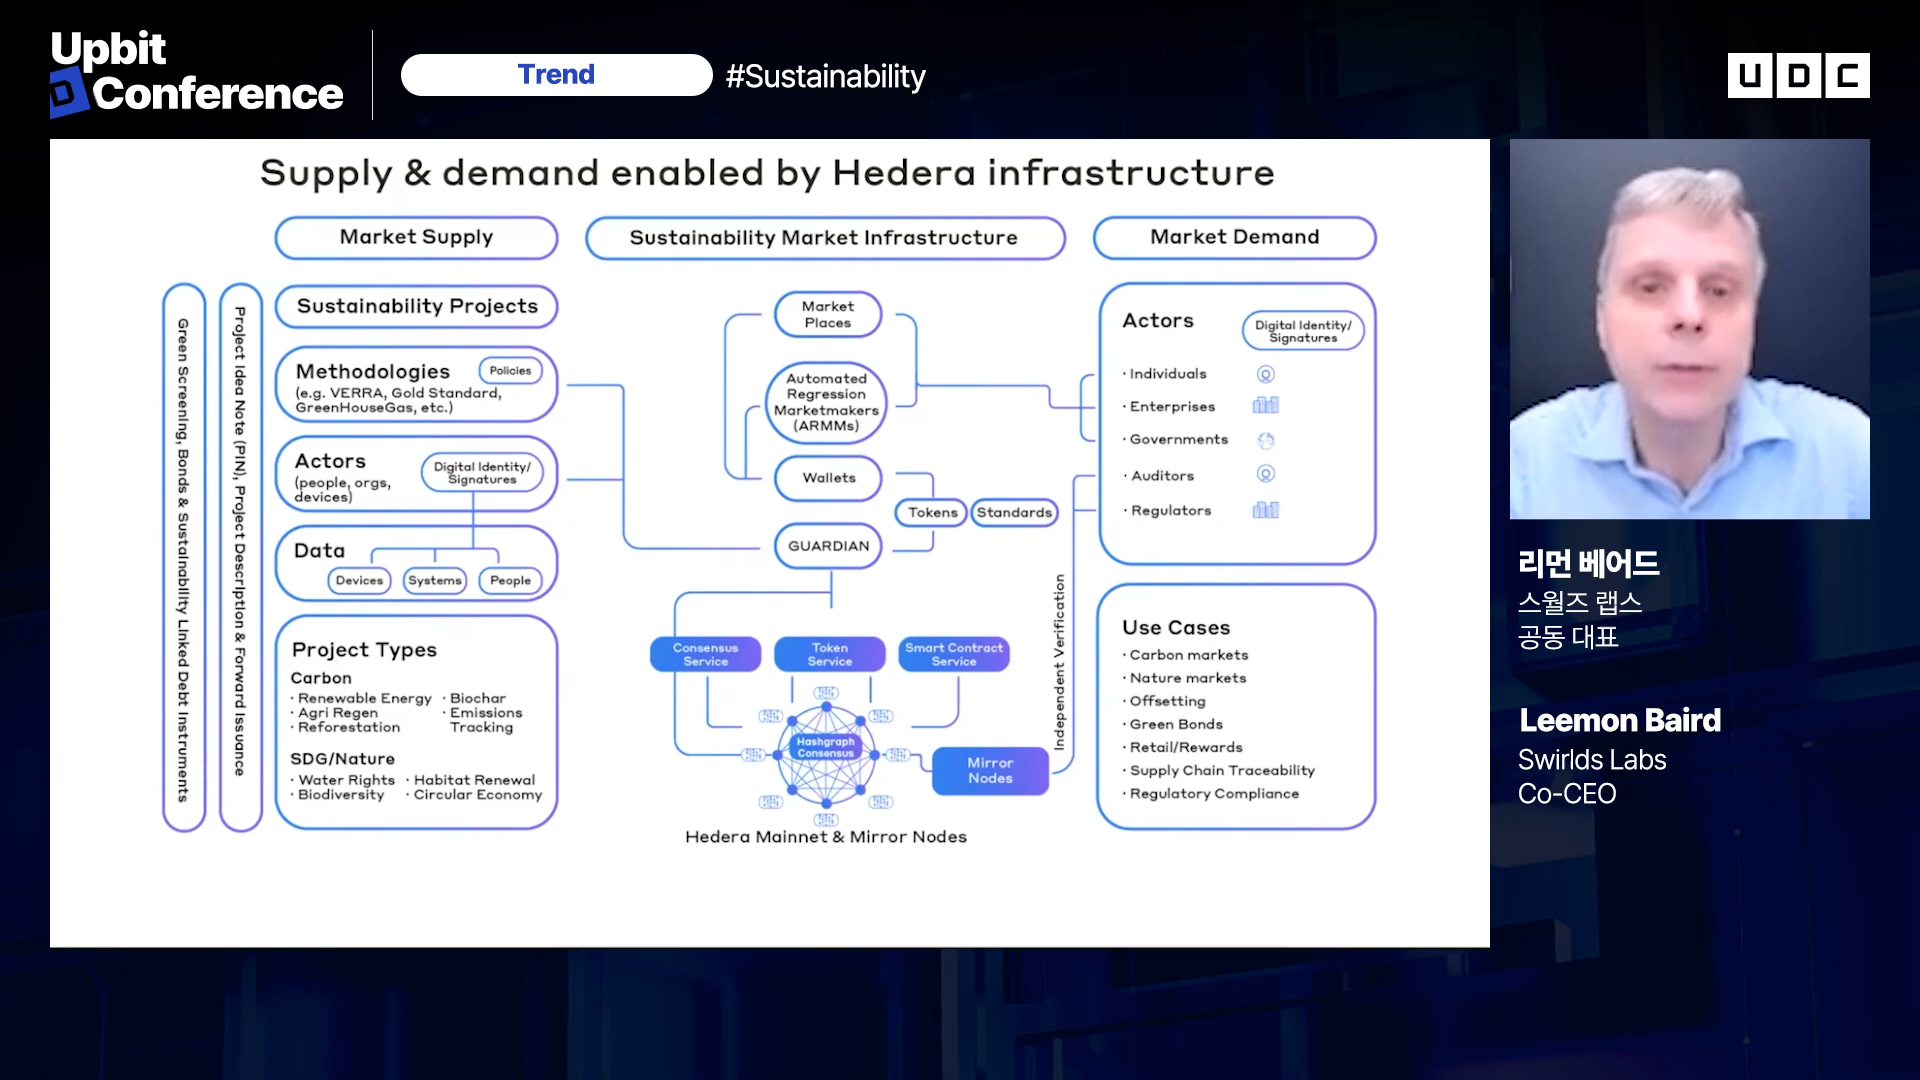 Upbit
D Conference
Trend
#Sustainability
UDC
Supply & demand enabled by Hedera infrastructure
Market Supply
Sustainability Market Infrastructure
Market Demand
Green Screening, Bonds & Sustainability Linked Debt Instruments
Project Idea Note (PIN), Project Description & Forward Issuance
Sustainability Projects
Methodologies
Policies
(e.g. VERRA, Gold Standard,
GreenHouseGas, etc.)
Actors
(people, orgs,
devices)
Digital Identity/
Signatures
Data
Devices
Systems
People
Project Types
Carbon
· Renewable Energy
· Agri Regen
· Reforestation
· Biochar
· Emissions
Tracking
SDG/Nature
· Water Rights
· Biodiversity
· Habitat Renewal
· Circular Economy
Market
Places
Automated
Regression
Marketmakers
(ARMMs)
Wallets
Tokens
Standards
GUARDIAN
Consensus
Service
Token
Service
Smart Contract
Service
Hashgraph
Consensus
Mirror
Nodes
Hedera Mainnet & Mirror Nodes
Independent Verification
Actors
Digital Identity/
Signatures
· Individuals
· Enterprises
· Governments
· Auditors
· Regulators
Use Cases
· Carbon markets
· Nature markets
· Offsetting
· Green Bonds
· Retail/Rewards
· Supply Chain Traceability
· Regulatory Compliance
리먼 베어드
스월즈 랩스
공동 대표
Leemon Baird
Swirlds Labs
Co-CEO